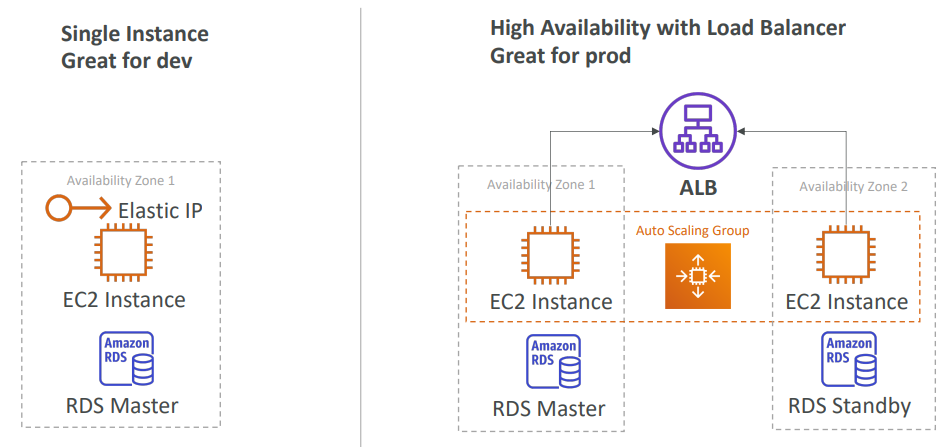 Single Instance
Great for dev
Availability Zone 1
Elastic IP
EC2 Instance
Amazon
RDS
RDS Master
High Availability with Load Balancer
Great for prod
ALB
Availability Zone 1
Availability Zone 2
Auto Scaling Group
EC2 Instance
EC2 Instance
Amazon
RDS
RDS Master
Amazon
RDS
RDS Standby